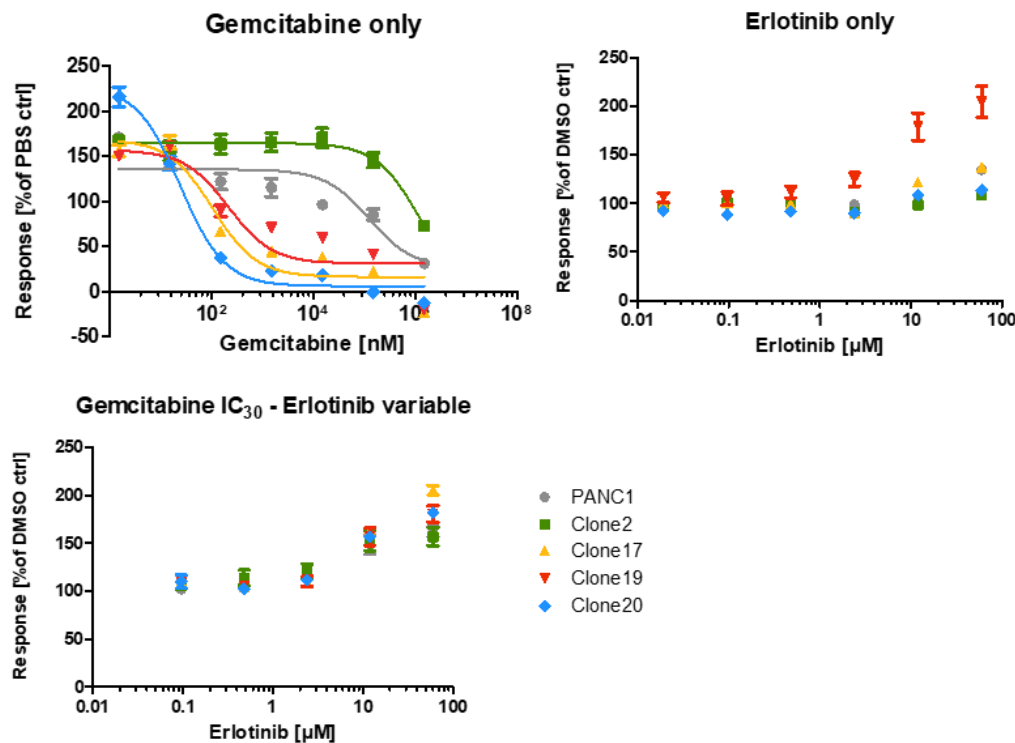 Gemcitabine only
Response [%of PBS ctrl]
250
200
150
100
50
0
-50
10²
10⁴
10⁶
10⁸
Gemcitabine [nM]
Erlotinib only
Response [%of DMSO ctrl]
250
200
150
100
50
0
0.01
0.1
1
10
100
Erlotinib [µM]
Gemcitabine IC₃₀ - Erlotinib variable
Response [%of DMSO ctrl]
250
200
150
100
50
0
0.01
0.1
1
10
100
Erlotinib [µM]
PANC1
Clone2
Clone17
Clone19
Clone20